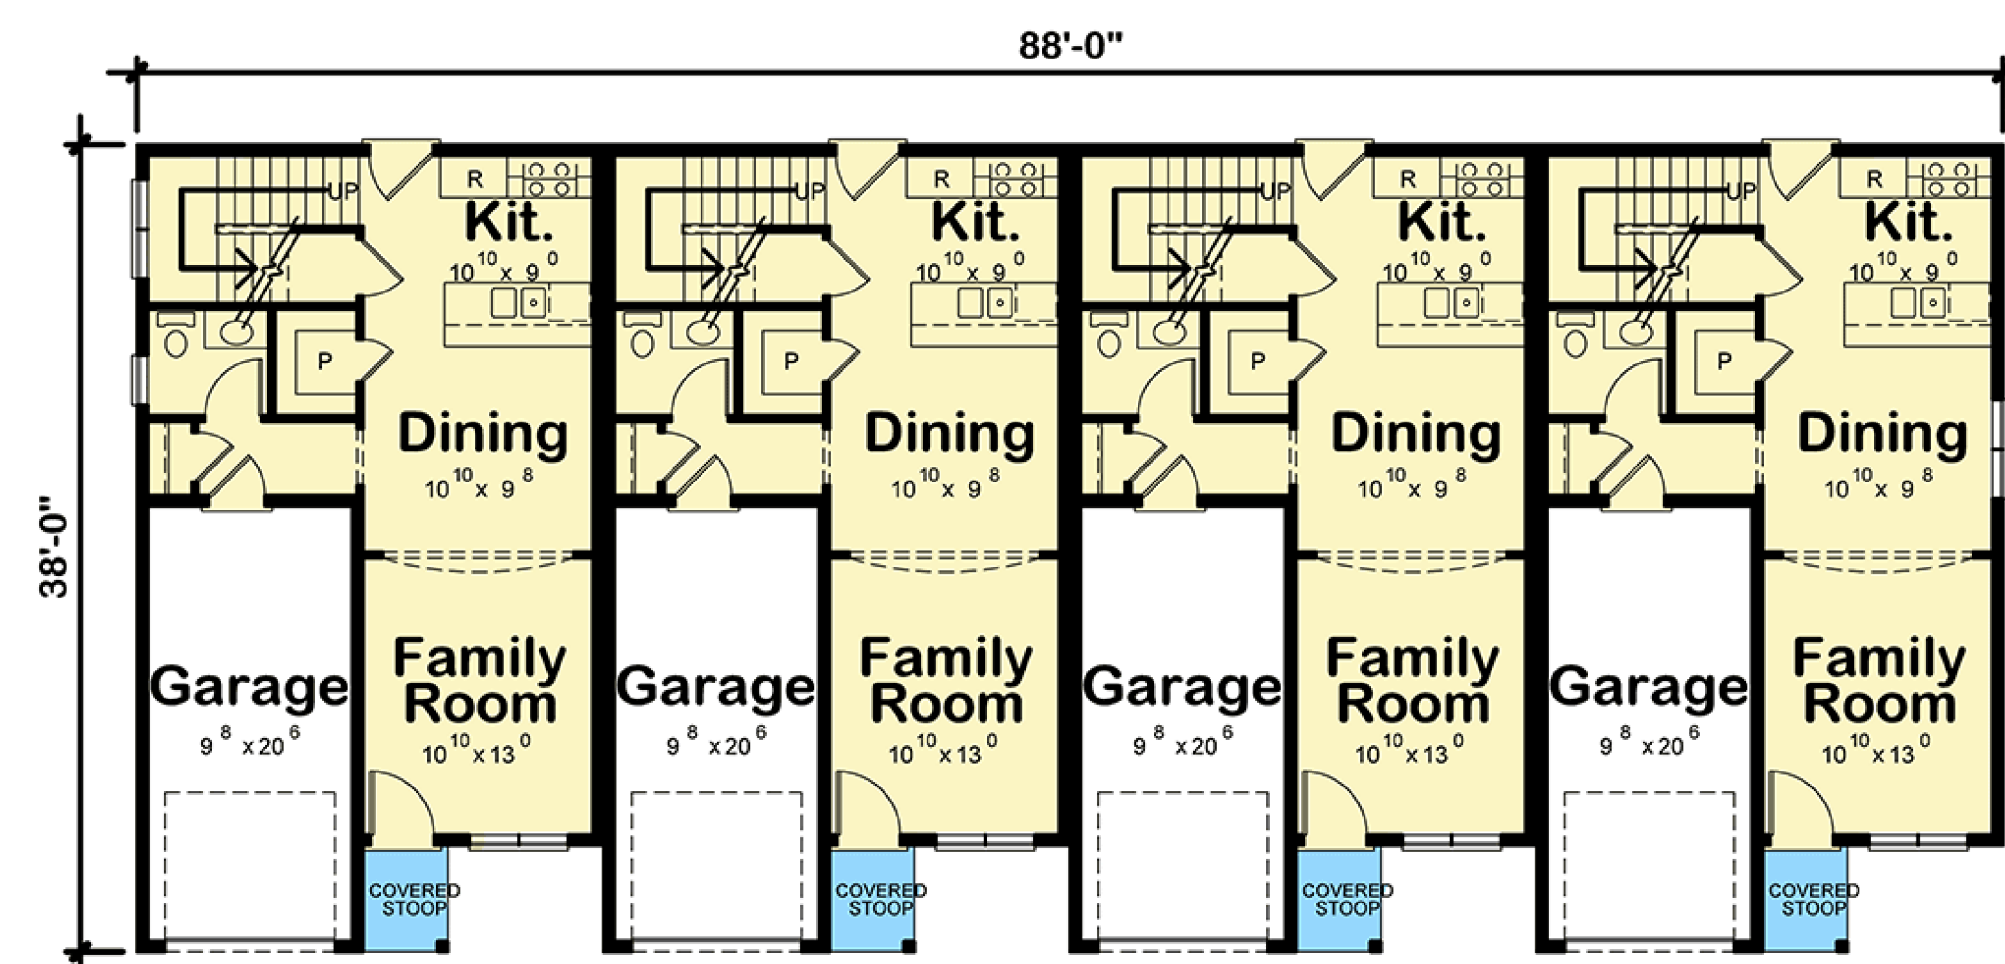 88'-0"
38'-0"
UP
R
Kit.
10 10 x 9 0
P
Dining
10 10 x 9 8
Garage
9 8 x 20 6
Family
Room
10 10 x 13 0
COVERED
STOOP
UP
R
Kit.
10 10 x 9 0
P
Dining
10 10 x 9 8
Garage
9 8 x 20 6
Family
Room
10 10 x 13 0
COVERED
STOOP
UP
R
Kit.
10 10 x 9 0
P
Dining
10 10 x 9 8
Garage
9 8 x 20 6
Family
Room
10 10 x 13 0
COVERED
STOOP
UP
R
Kit.
10 10 x 9 0
P
Dining
10 10 x 9 8
Garage
9 8 x 20 6
Family
Room
10 10 x 13 0
COVERED
STOOP